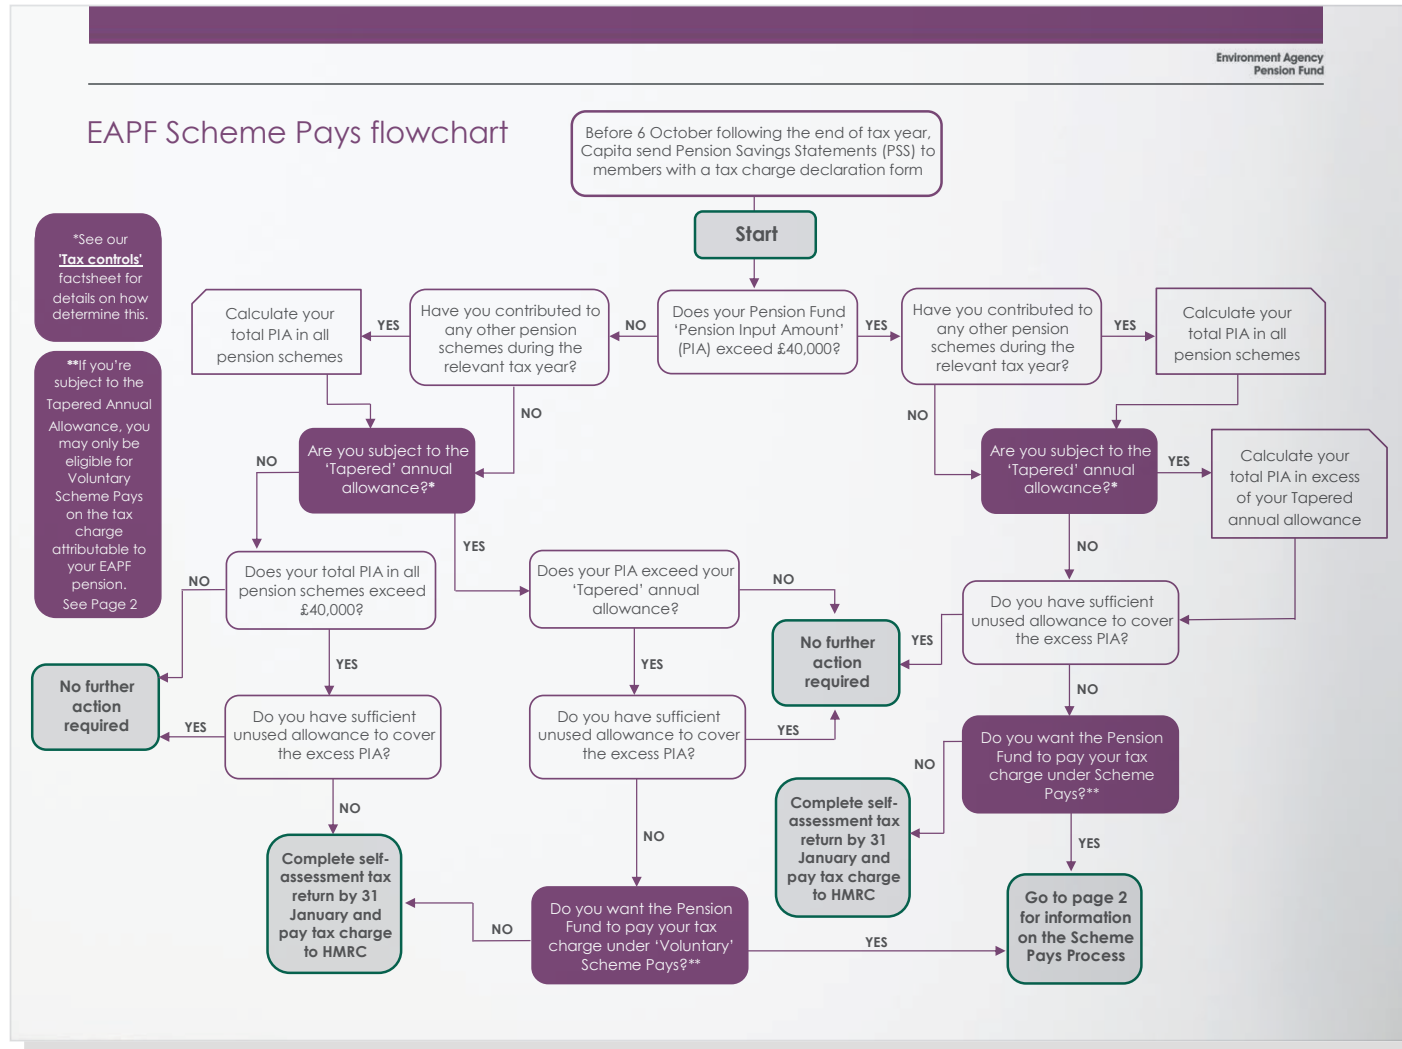 Environment Agency
Pension Fund
EAPF Scheme Pays flowchart
Before 6 October following the end of tax year,
Capita send Pension Savings Statements (PSS) to
members with a tax charge declaration form
Start
*See our
'Tax controls'
factsheet for
details on how
determine this.
**If you're
subject to the
Tapered Annual
Allowance, you
may only be
eligible for
Voluntary
Scheme Pays
on the tax
charge
attributable to
your EAPF
pension.
See Page 2
Calculate your
total PIA in all
pension schemes
YES
Have you contributed to
any other pension
schemes during the
relevant tax year?
NO
Does your Pension Fund
'Pension Input Amount'
(PIA) exceed £40,000?
YES
Have you contributed to
any other pension
schemes during the
relevant tax year?
YES
Calculate your
total PIA in all
pension schemes
NO
NO
Are you subject to the
'Tapered' annual
allowance?*
NO
YES
Are you subject to the
'Tapered' annual
allowance?*
YES
Calculate your
total PIA in excess
of your Tapered
annual allowance
NO
Does your total PIA in all
pension schemes exceed
£40,000?
NO
YES
Does your PIA exceed your
'Tapered' annual
allowance?
NO
YES
Do you have sufficient
unused allowance to cover
the excess PIA?
YES
NO
No further
action
required
No further
action
required
Do you have sufficient
unused allowance to cover
the excess PIA?
YES
NO
Do you have sufficient
unused allowance to cover
the excess PIA?
YES
NO
Do you want the Pension
Fund to pay your tax
charge under Scheme
Pays?**
NO
YES
Complete self-
assessment tax
return by 31
January and
pay tax charge
to HMRC
Complete self-
assessment tax
return by 31
January and
pay tax charge
to HMRC
NO
Do you want the Pension
Fund to pay your tax
charge under 'Voluntary'
Scheme Pays?**
YES
Go to page 2
for information
on the Scheme
Pays Process